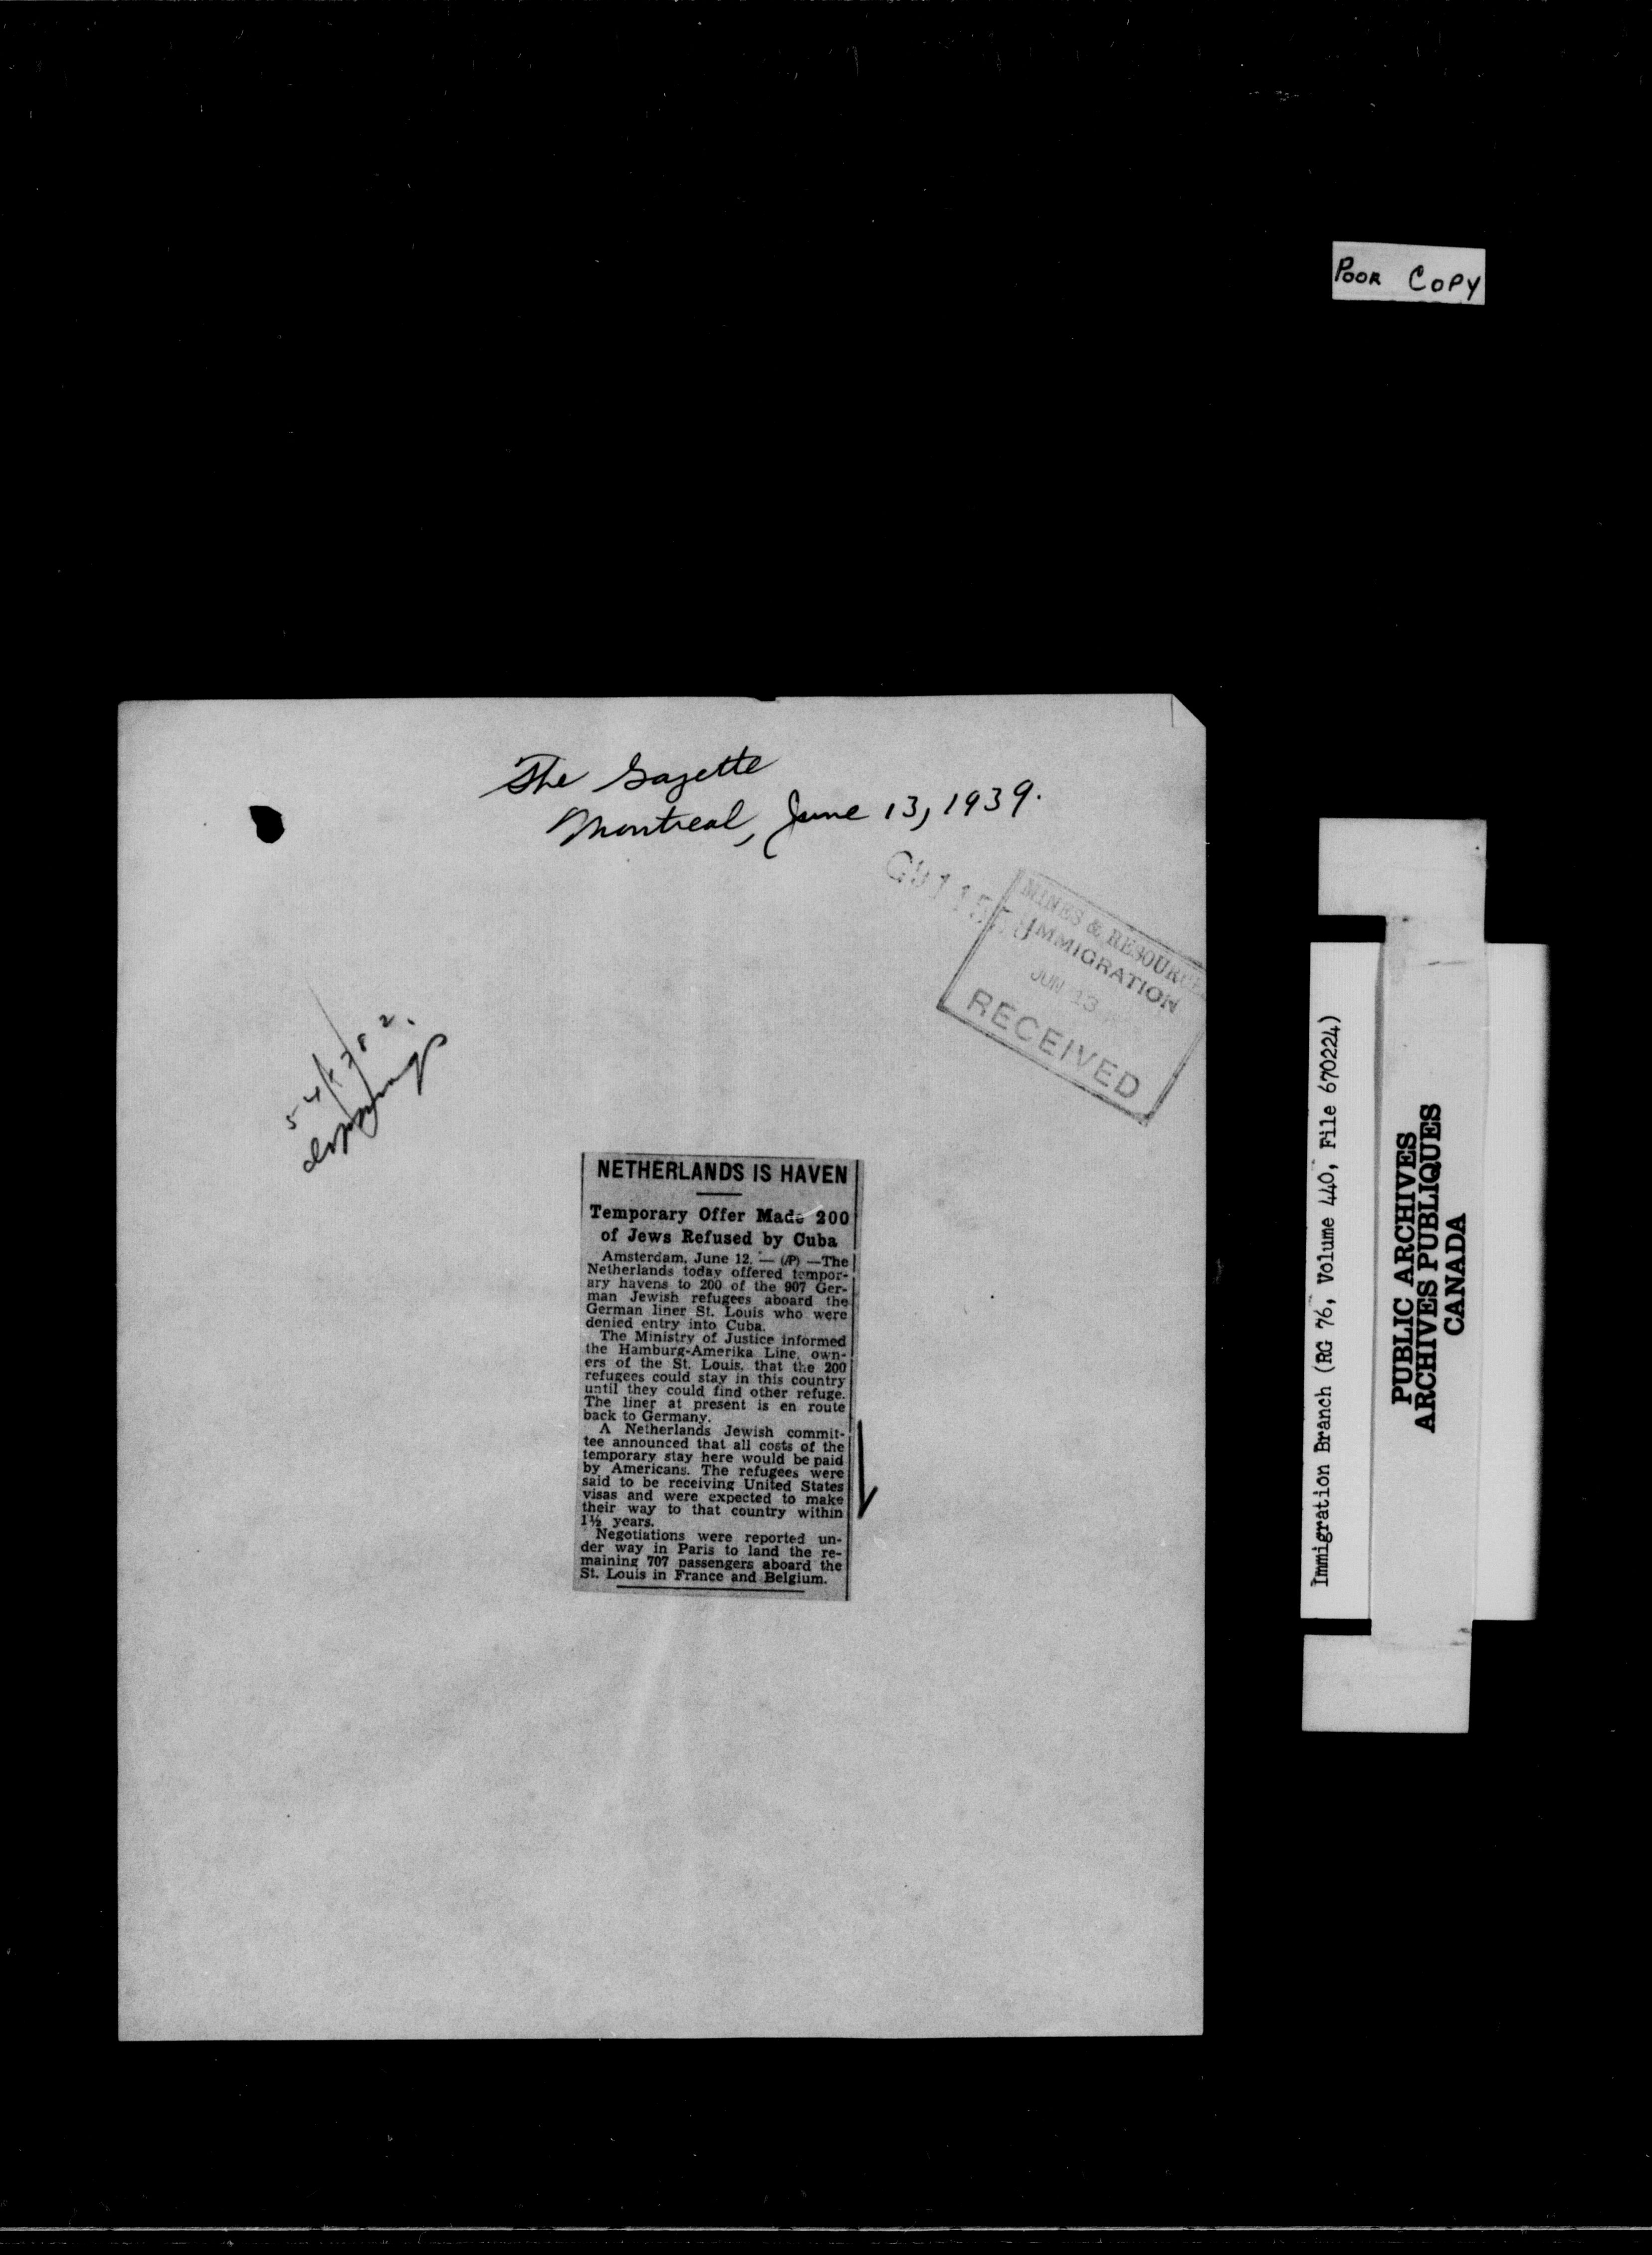 POOR COPY
The Gazette
Montreal, June 13, 1939.
MINES & RESOURCES
IMMIGRATION
JUN 13
RECEIVED
NETHERLANDS IS HAVEN
Temporary Offer Made 200
of Jews Refused by Cuba
Amsterdam, June 12. — (AP) —The
Netherlands today offered tempor-
ary havens to 200 of the 907 Ger-
man Jewish refugees aboard the
German liner St. Louis who were
denied entry into Cuba.
The Ministry of Justice informed
the Hamburg-Amerika Line, own-
ers of the St. Louis, that the 200
refugees could stay in this country
until they could find other refuge.
The liner at present is en route
back to Germany.
A Netherlands Jewish commit-
tee announced that all costs of the
temporary stay here would be paid
by Americans. The refugees were
said to be receiving United States
visas and were expected to make
their way to that country within
1½ years.
Negotiations were reported un-
der way in Paris to land the re-
maining 707 passengers aboard the
St. Louis in France and Belgium.
Immigration Branch (RG 76, Volume 440, File 670224)
PUBLIC ARCHIVES
ARCHIVES PUBLIQUES
CANADA